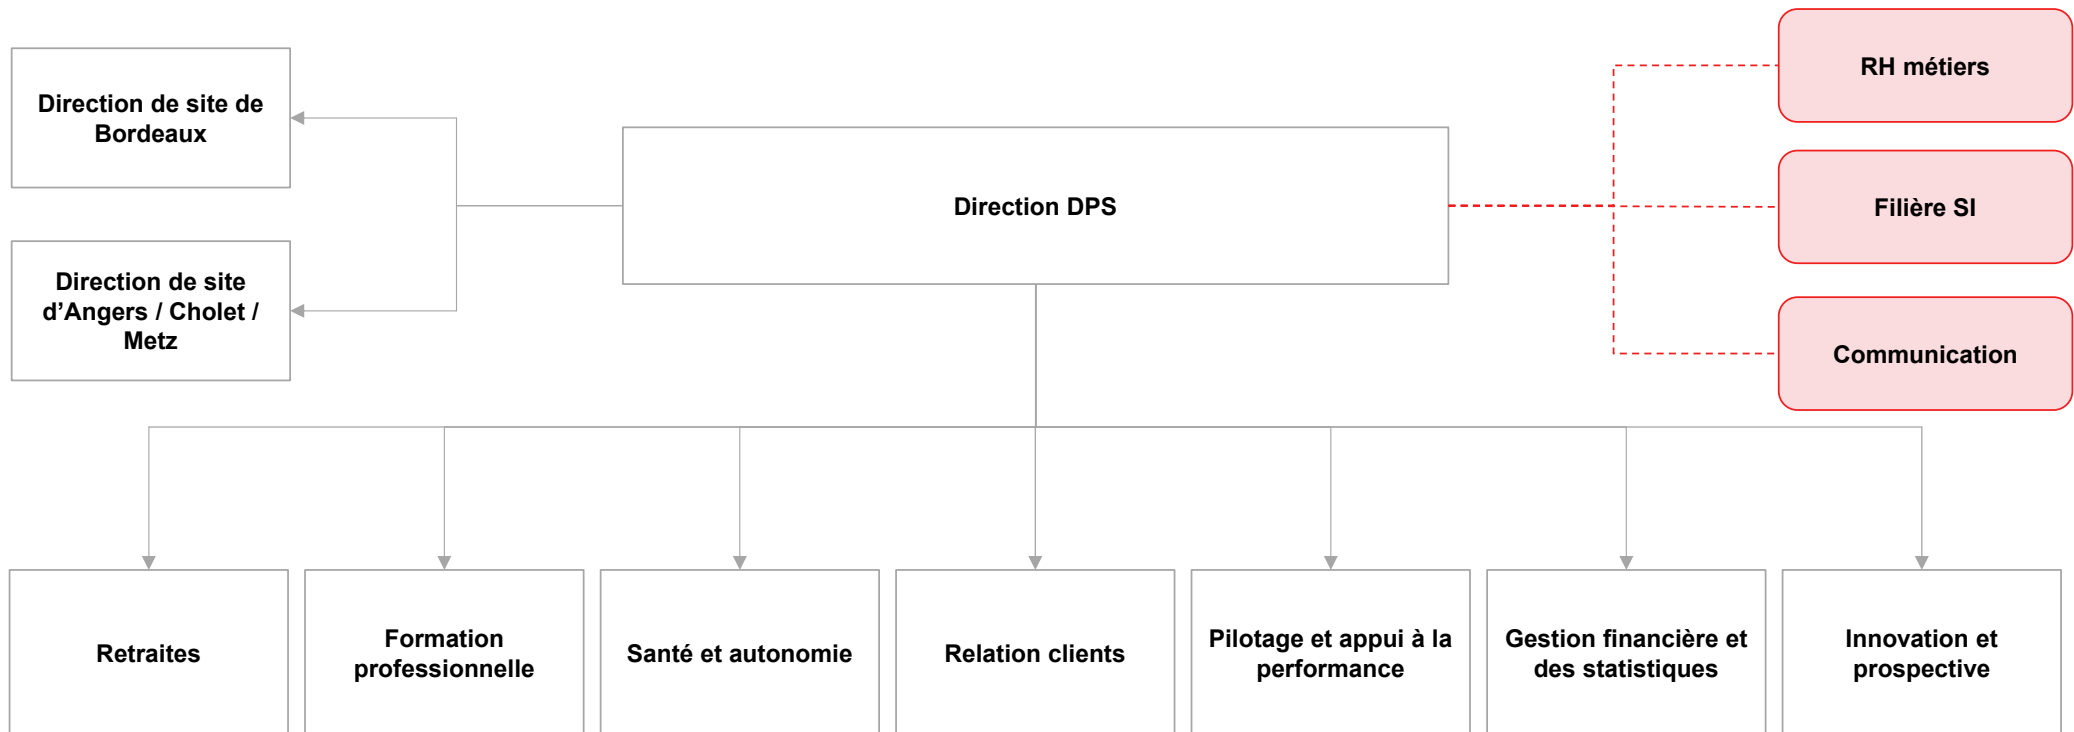 RH métiers
Direction de site de
Bordeaux
Direction DPS
Filière SI
Direction de site
d’Angers / Cholet /
Metz
Communication
Retraites
Formation
professionnelle
Santé et autonomie
Relation clients
Pilotage et appui à la
performance
Gestion financière et
des statistiques
Innovation et
prospective